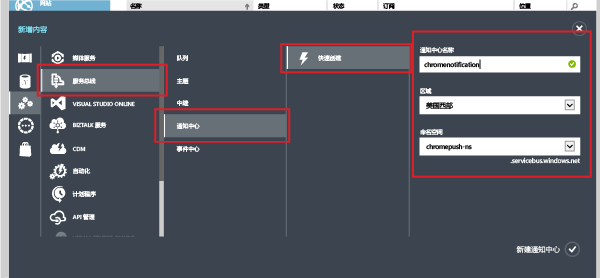 网站
名称
类型
状态
订阅
位置
新增内容
媒体服务
服务总线
VISUAL STUDIO ONLINE
BIZTALK 服务
CDN
自动化
计划程序
API 管理
队列
主题
中继
通知中心
事件中心
快速创建
通知中心名称
chromenotification
区域
美国西部
命名空间
chromepush-ns
.servicebus.windows.net
新建通知中心